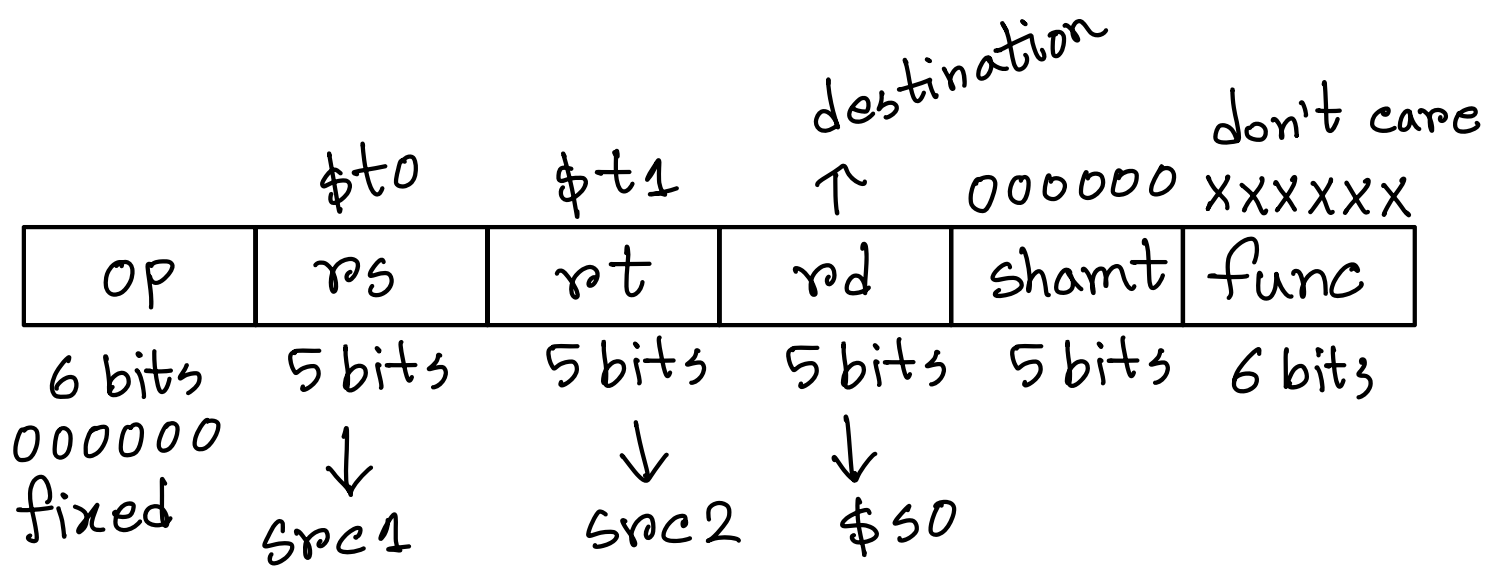 destination
don't care
$t0 $t1 ↑ 000000 XXXXXX
op rs rt rd shamt func
6 bits 5 bits 5 bits 5 bits 5 bits 6 bits
000000 ↓ ↓ ↓
fixed src1 src2 $s0